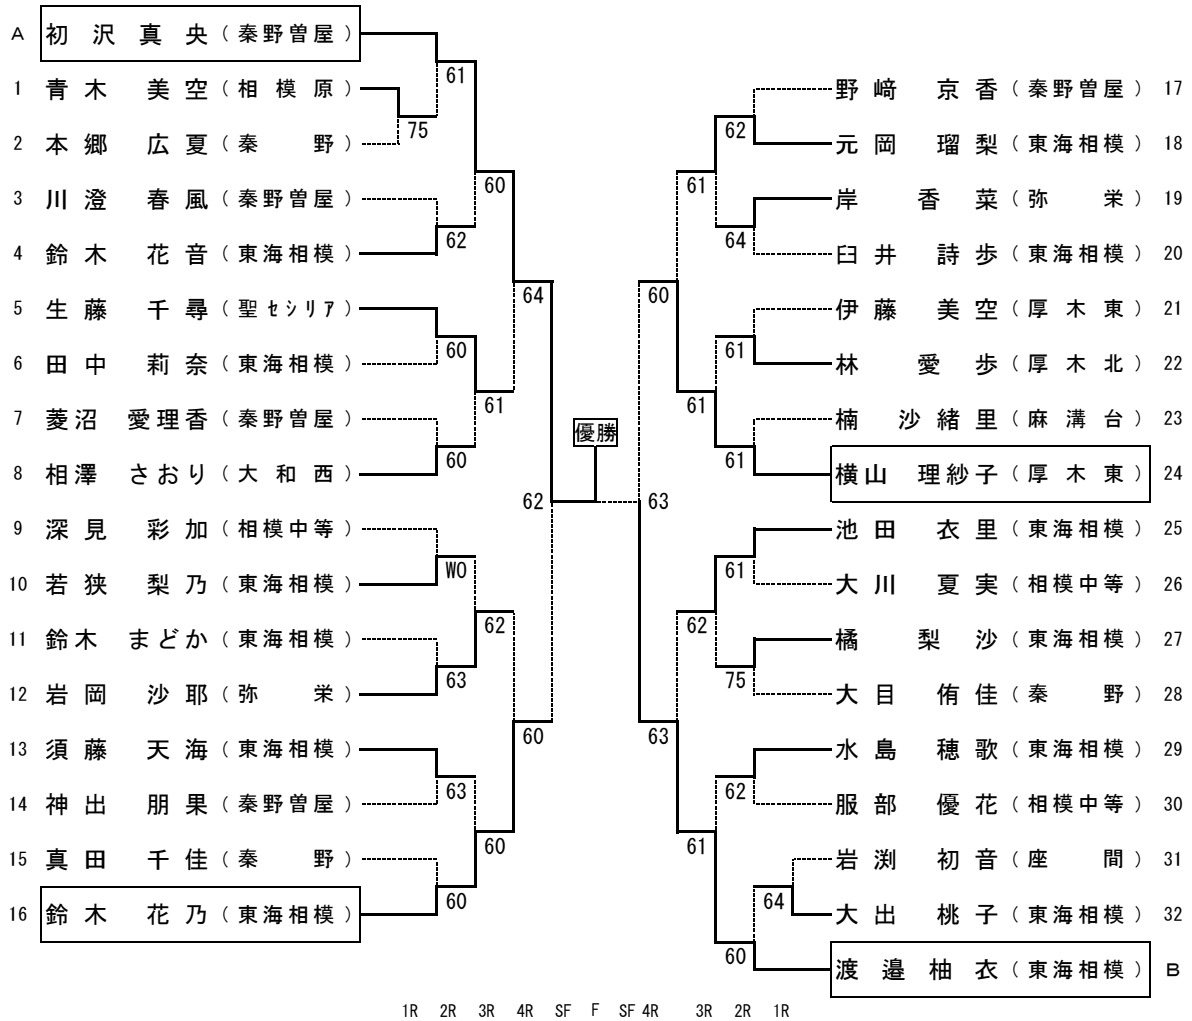 A 初沢 真央 (秦野曽屋)
1 青木 美空 (相模原)
2 本郷 広夏 (秦野)
3 川澄 春風 (秦野曽屋)
4 鈴木 花音 (東海相模)
5 生藤 千尋 (聖セシリア)
6 田中 莉奈 (東海相模)
7 菱沼 愛理香 (秦野曽屋)
8 相澤 さおり (大和西)
9 深見 彩加 (相模中等)
10 若狭 梨乃 (東海相模)
11 鈴木 まどか (東海相模)
12 岩岡 沙耶 (弥栄)
13 須藤 天海 (東海相模)
14 神出 朋果 (秦野曽屋)
15 真田 千佳 (秦野)
16 鈴木 花乃 (東海相模)
61
75
60
62
64
60
61
60
62
W0
62
63
60
63
60
60
優勝
62
61
64
60
61
61
61
63
61
62
75
63
62
61
64
60
野﨑 京香 (秦野曽屋) 17
元岡 瑠梨 (東海相模) 18
岸 香菜 (弥栄) 19
臼井 詩歩 (東海相模) 20
伊藤 美空 (厚木東) 21
林 愛歩 (厚木北) 22
楠 沙緒里 (麻溝台) 23
横山 理紗子 (厚木東) 24
池田 衣里 (東海相模) 25
大川 夏実 (相模中等) 26
橘 梨沙 (東海相模) 27
大目 侑佳 (秦野) 28
水島 穂歌 (東海相模) 29
服部 優花 (相模中等) 30
岩渕 初音 (座間) 31
大出 桃子 (東海相模) 32
渡邉 柚衣 (東海相模) B
1R 2R 3R 4R SF F SF 4R 3R 2R 1R